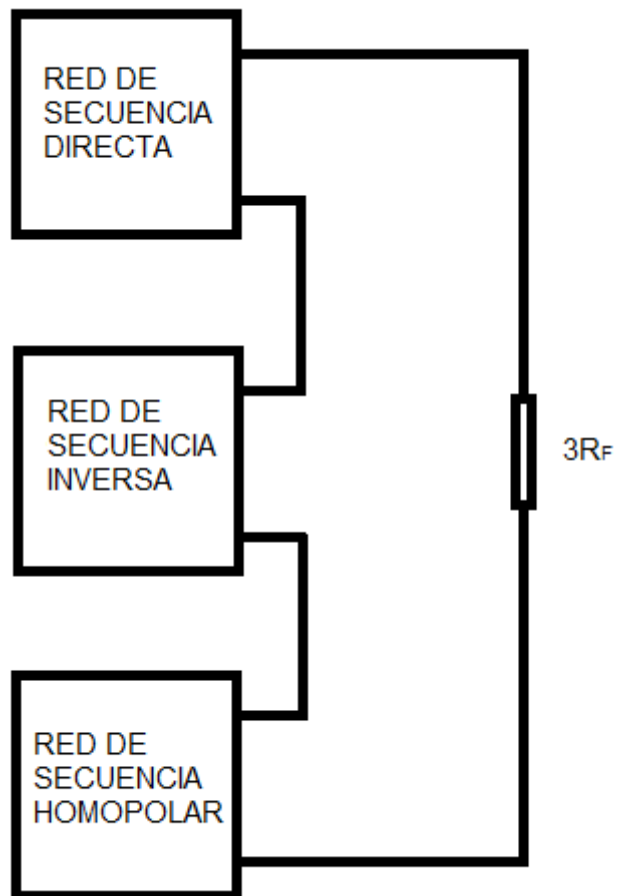 RED DE
SECUENCIA
DIRECTA
RED DE
SECUENCIA
INVERSA
3RF
RED DE
SECUENCIA
HOMOPOLAR